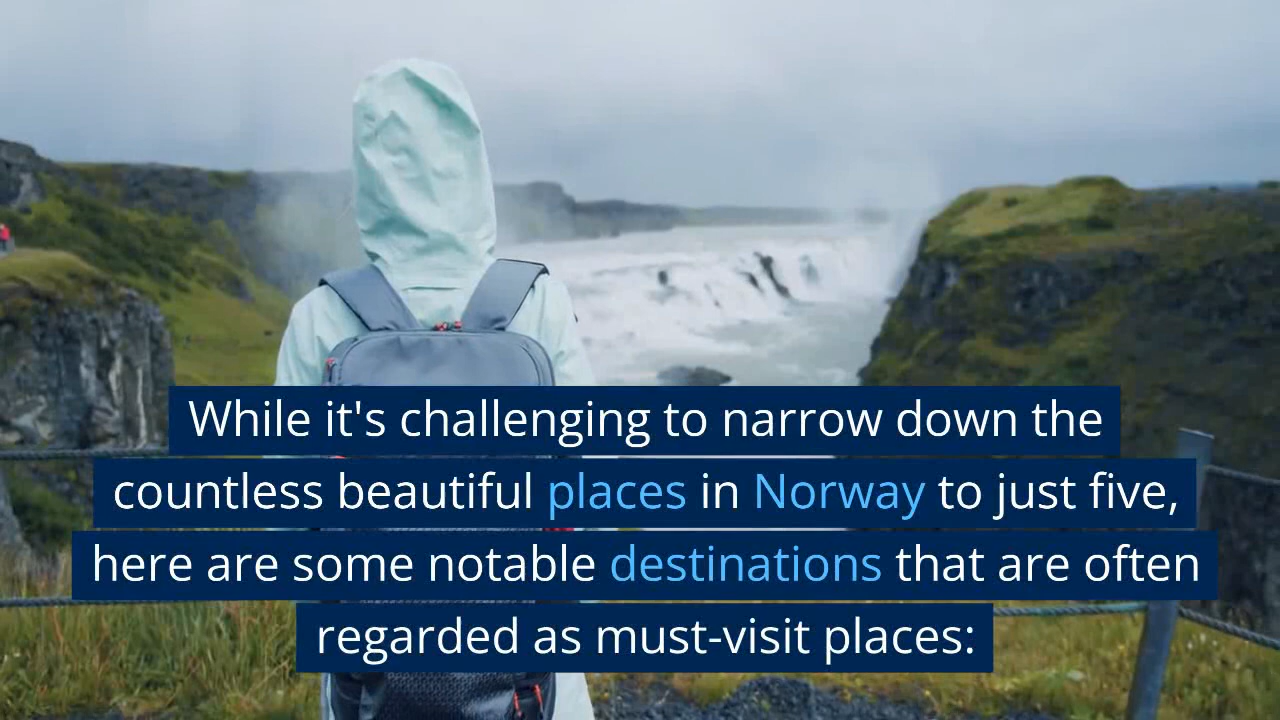 While it's challenging to narrow down the
countless beautiful places in Norway to just five,
here are some notable destinations that are often
regarded as must-visit places: